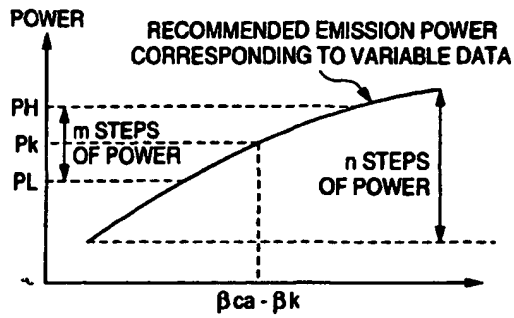 POWER
RECOMMENDED EMISSION POWER
CORRESPONDING TO VARIABLE DATA
PH
Pk
PL
m STEPS
OF POWER
n STEPS
OF POWER
βca - βk